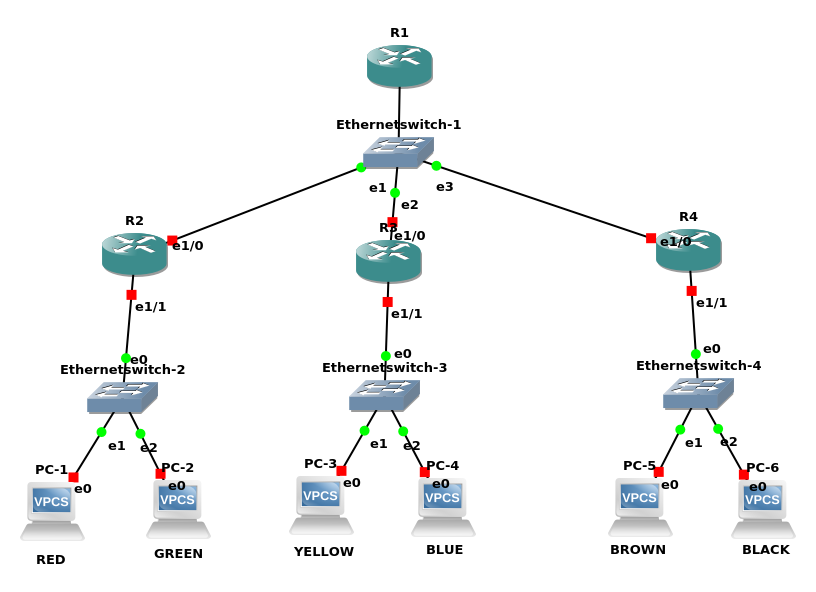 R1
Ethernetswitch-1
e1
e3
e2
R2
R3
R4
e1/0
e1/0
e1/0
e1/1
e1/1
e1/1
e0
e0
e0
Ethernetswitch-2
Ethernetswitch-3
Ethernetswitch-4
e1
e2
e1
e2
e1
e2
PC-1
PC-2
PC-3
PC-4
PC-5
PC-6
e0
e0
e0
e0
e0
e0
VPCS
VPCS
VPCS
VPCS
VPCS
VPCS
RED
GREEN
YELLOW
BLUE
BROWN
BLACK